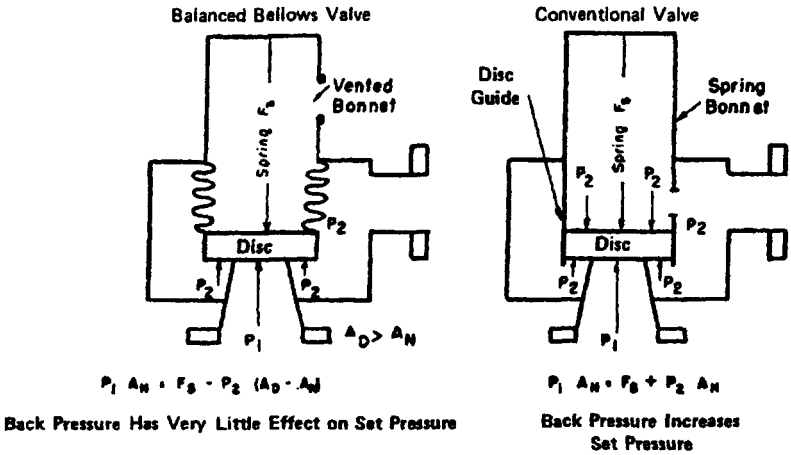 Balanced Bellows Valve
Vented
Bonnet
Spring Fs
P2
Disc
P2
P2
P1
AD > AN
P1 AN = FS - P2 (AD - AN)
Back Pressure Has Very Little Effect on Set Pressure
Conventional Valve
Disc
Guide
Spring
Bonnet
Spring Fs
P2
P2
P2
Disc
P2
P2
P1
P1 AN = FS + P2 AN
Back Pressure Increases
Set Pressure